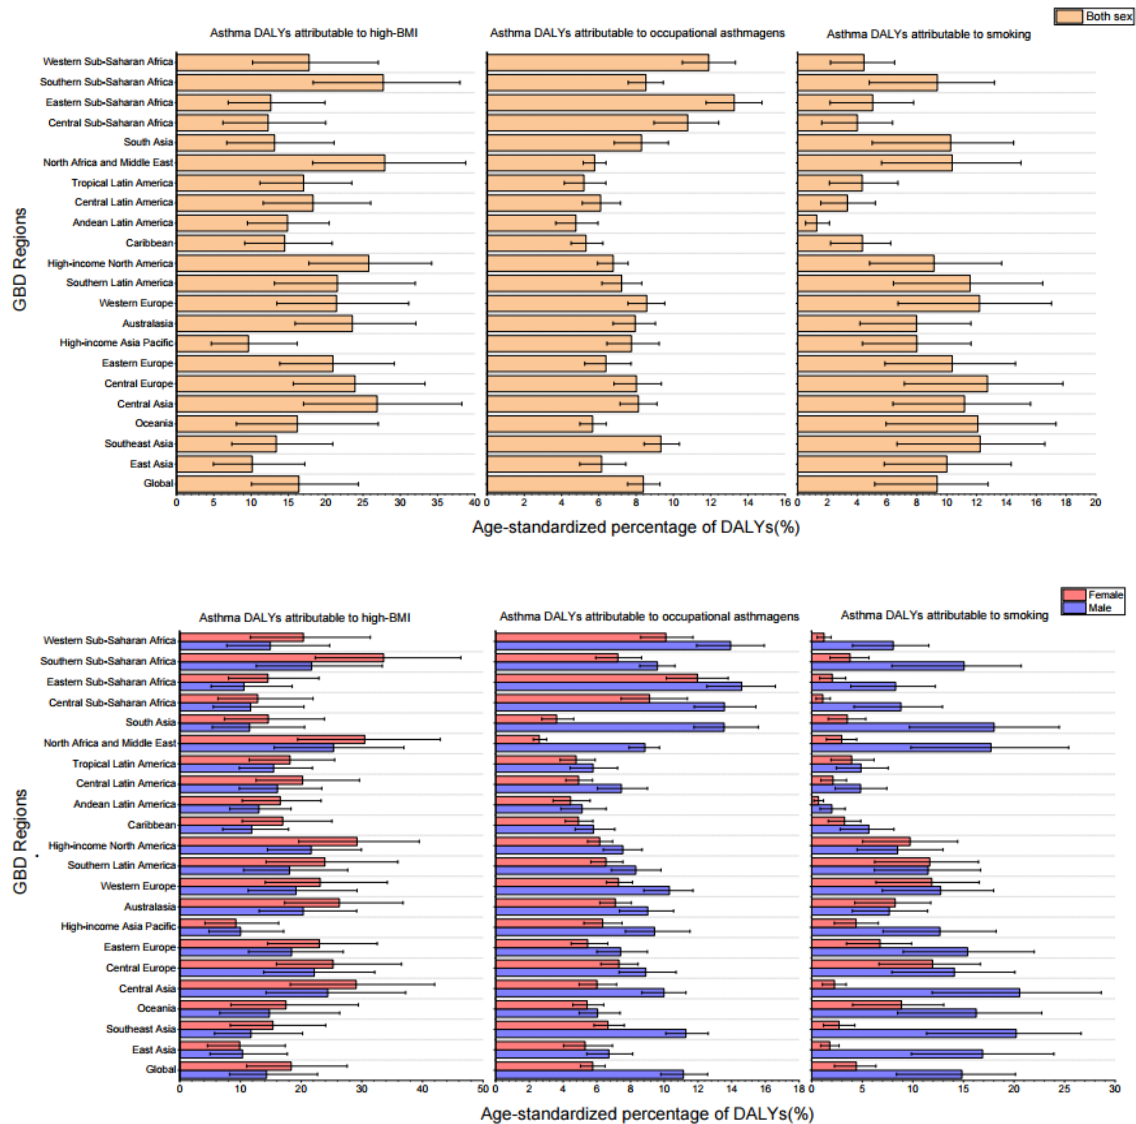 Both sex
Asthma DALYs attributable to high-BMI
Asthma DALYs attributable to occupational asthmagens
Asthma DALYs attributable to smoking
GBD Regions
Western Sub-Saharan Africa
Southern Sub-Saharan Africa
Eastern Sub-Saharan Africa
Central Sub-Saharan Africa
South Asia
North Africa and Middle East
Tropical Latin America
Central Latin America
Andean Latin America
Caribbean
High-income North America
Southern Latin America
Western Europe
Australasia
High-income Asia Pacific
Eastern Europe
Central Europe
Central Asia
Oceania
Southeast Asia
East Asia
Global
0 5 10 15 20 25 30 35 40
0 2 4 6 8 10 12 14 16
0 2 4 6 8 10 12 14 16 18 20
Age-standardized percentage of DALYs(%)
Female
Male
Asthma DALYs attributable to high-BMI
Asthma DALYs attributable to occupational asthmagens
Asthma DALYs attributable to smoking
GBD Regions
Western Sub-Saharan Africa
Southern Sub-Saharan Africa
Eastern Sub-Saharan Africa
Central Sub-Saharan Africa
South Asia
North Africa and Middle East
Tropical Latin America
Central Latin America
Andean Latin America
Caribbean
High-income North America
Southern Latin America
Western Europe
Australasia
High-income Asia Pacific
Eastern Europe
Central Europe
Central Asia
Oceania
Southeast Asia
East Asia
Global
0 10 20 30 40 50
0 2 4 6 8 10 12 14 16 18
0 5 10 15 20 25 30
Age-standardized percentage of DALYs(%)